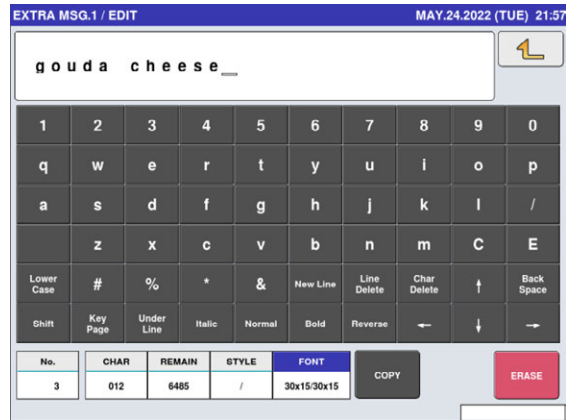 EXTRA MSG.1 / EDIT MAY.24.2022 (TUE) 21:57
gouda cheese_
1 2 3 4 5 6 7 8 9 0
q w e r t y u i o p
a s d f g h j k l /
z x c v b n m C E
Lower Case # % * & New Line Line Delete Char Delete ↑ Back Space
Shift Key Page Under Line Italic Normal Bold Reverse ← ↓ →
No. CHAR REMAIN STYLE FONT COPY ERASE
3 012 6485 / 30x15/30x15